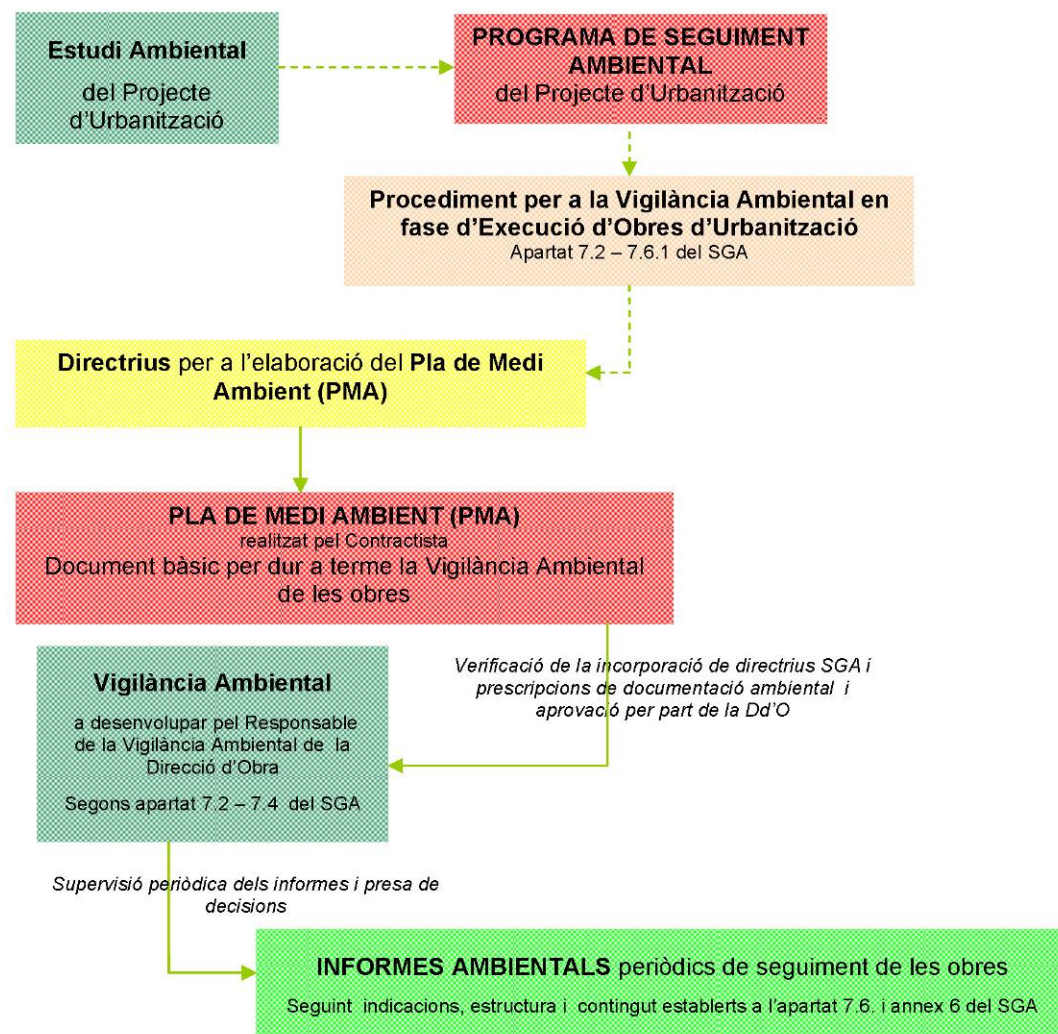 Estudi Ambiental
del Projecte
d'Urbanització
PROGRAMA DE SEGUIMENT
AMBIENTAL
del Projecte d'Urbanització
Procediment per a la Vigilància Ambiental en
fase d'Execució d'Obres d'Urbanització
Apartat 7.2 – 7.6.1 del SGA
Directrius per a l'elaboració del Pla de Medi
Ambient (PMA)
PLA DE MEDI AMBIENT (PMA)
realitzat pel Contractista
Document bàsic per dur a terme la Vigilància Ambiental
de les obres
Verificació de la incorporació de directrius SGA i
prescripcions de documentació ambiental i
aprovació per part de la Dd'O
Vigilància Ambiental
a desenvolupar pel Responsable
de la Vigilància Ambiental de la
Direcció d'Obra
Segons apartat 7.2 – 7.4 del SGA
Supervisió periòdica dels informes i presa de
decisions
INFORMES AMBIENTALS periòdics de seguiment de les obres
Seguint indicacions, estructura i contingut establerts a l'apartat 7.6. i annex 6 del SGA